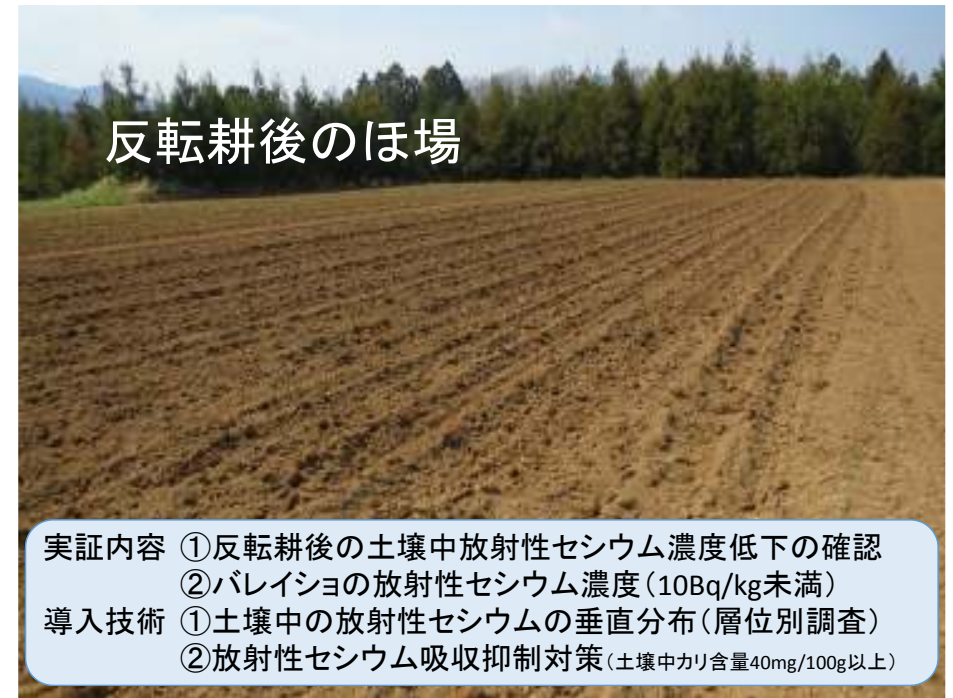 反転耕後のほ場
実証内容 ①反転耕後の土壌中放射性セシウム濃度低下の確認
②バレイショの放射性セシウム濃度（10Bq/kg未満）
導入技術 ①土壌中の放射性セシウムの垂直分布（層位別調査）
②放射性セシウム吸収抑制対策（土壌中カリ含量40mg/100g以上）